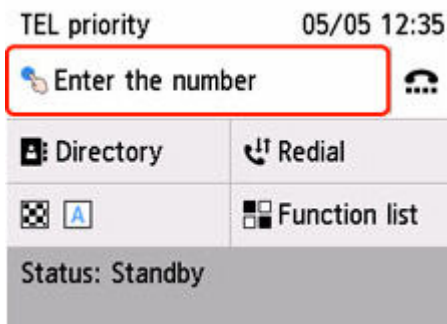 TEL priority 05/05 12:35
Enter the number
Directory Redial
A Function list
Status: Standby